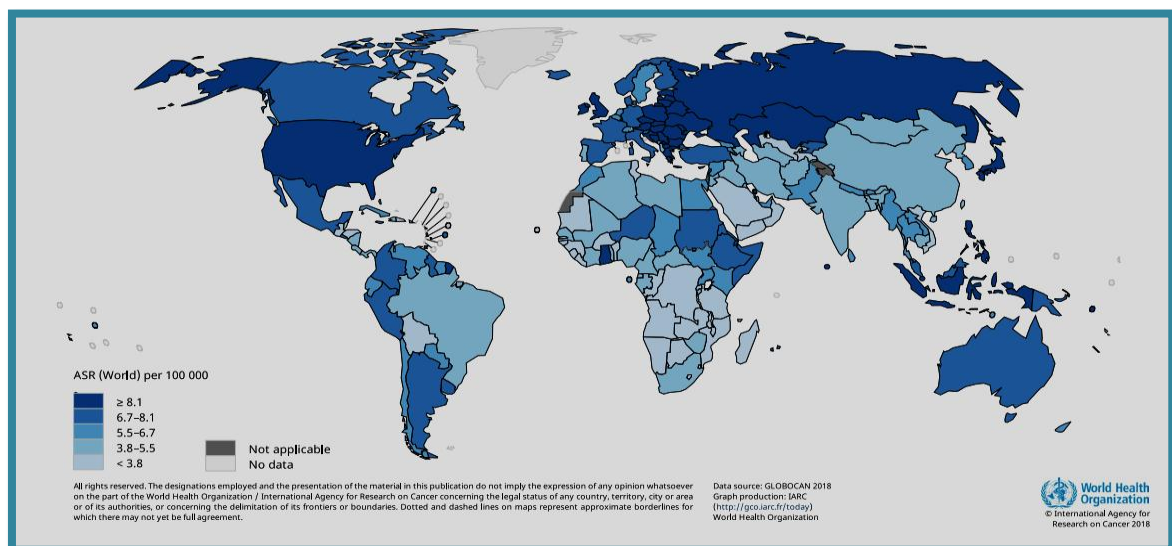 ASR (World) per 100 000
≥ 8.1
6.7–8.1
5.5–6.7
3.8–5.5
< 3.8
Not applicable
No data
All rights reserved. The designations employed and the presentation of the material in this publication do not imply the expression of any opinion whatsoever
on the part of the World Health Organization / International Agency for Research on Cancer concerning the legal status of any country, territory, city or area
or of its authorities, or concerning the delimitation of its frontiers or boundaries. Dotted and dashed lines on maps represent approximate borderlines for
which there may not yet be full agreement.
Data source: GLOBOCAN 2018
Graph production: IARC
(http://gco.iarc.fr/today)
World Health Organization
World Health
Organization
© International Agency for
Research on Cancer 2018